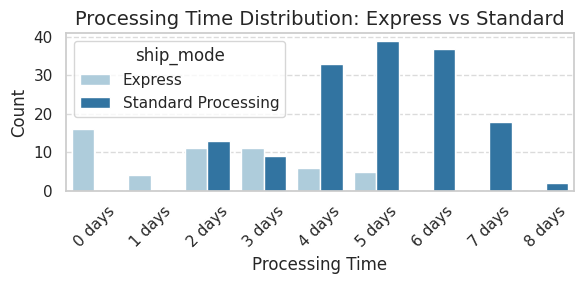 Processing Time Distribution: Express vs Standard
40
30
20
10
0
Count
ship_mode
Express
Standard Processing
0 days
1 days
2 days
3 days
4 days
5 days
6 days
7 days
8 days
Processing Time